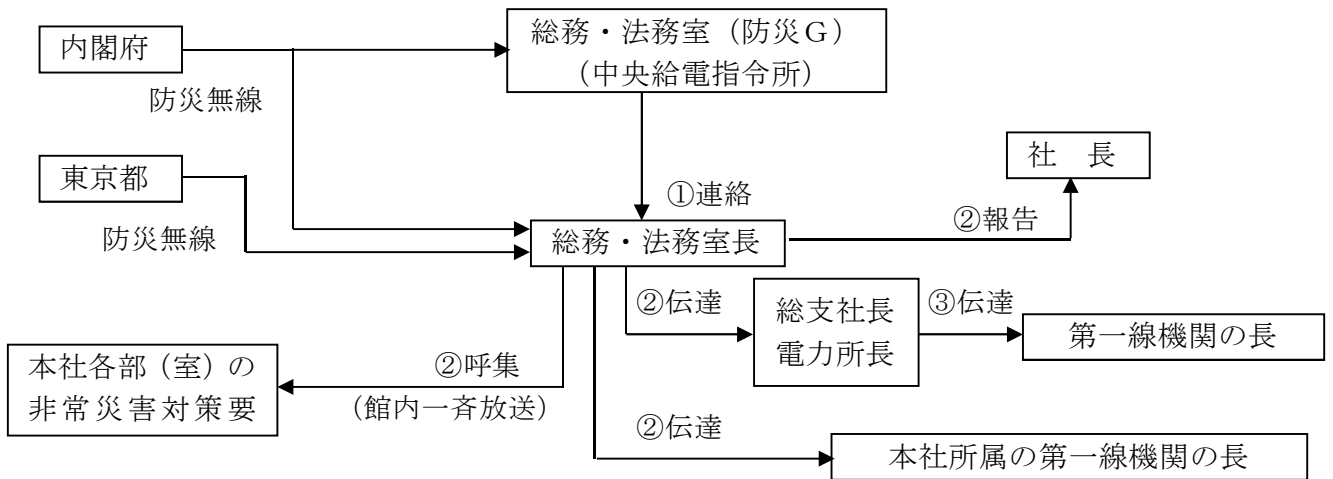 内閣府
総務・法務室（防災Ｇ）
（中央給電指令所）
防災無線
社　長
東京都
①連絡
②報告
防災無線
総務・法務室長
②伝達
総支社長
電力所長
③伝達
第一線機関の長
本社各部（室）の
非常災害対策要
②呼集
（館内一斉放送）
②伝達
本社所属の第一線機関の長